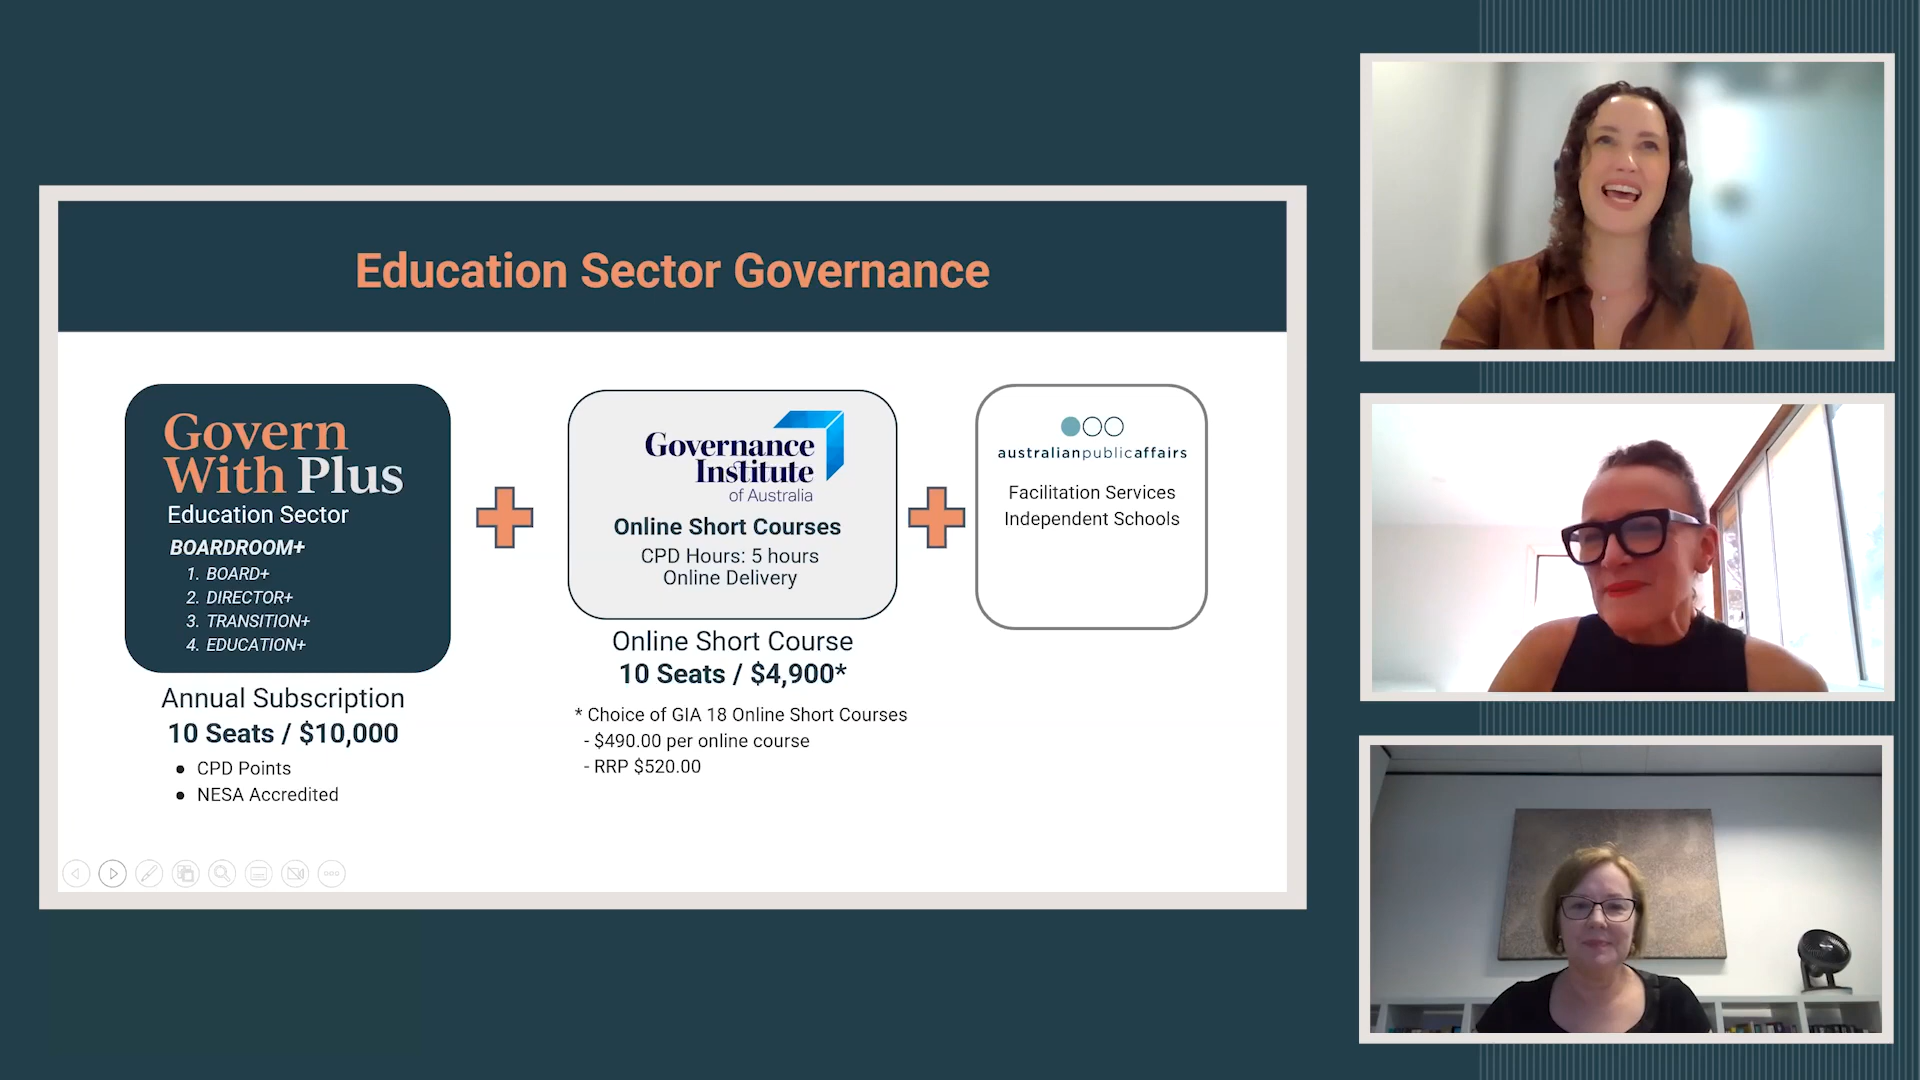 Education Sector Governance
Govern
With Plus
Education Sector
BOARDROOM+
1. BOARD+
2. DIRECTOR+
3. TRANSITION+
4. EDUCATION+
Annual Subscription
10 Seats / $10,000
● CPD Points
● NESA Accredited
Governance
Institute
of Australia
Online Short Courses
CPD Hours: 5 hours
Online Delivery
Online Short Course
10 Seats / $4,900*
* Choice of GIA 18 Online Short Courses
- $490.00 per online course
- RRP $520.00
australianpublicaffairs
Facilitation Services
Independent Schools